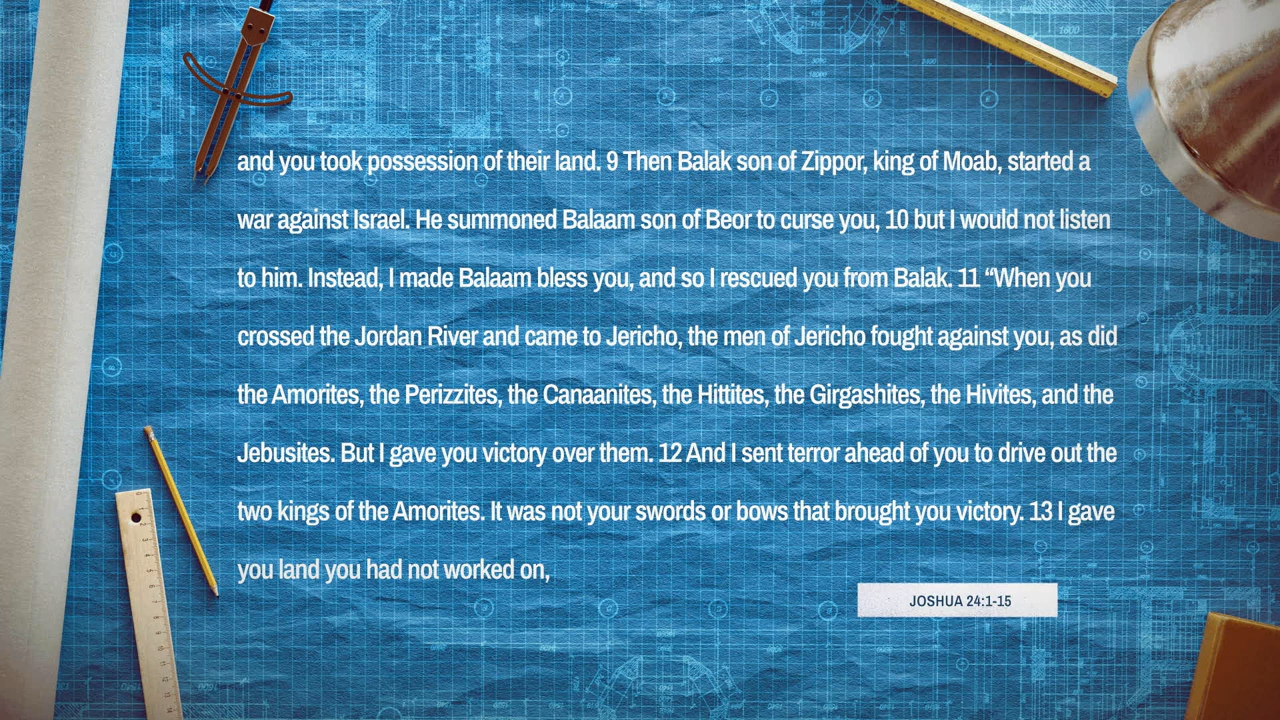 and you took possession of their land. 9 Then Balak son of Zippor, king of Moab, started a
war against Israel. He summoned Balaam son of Beor to curse you, 10 but I would not listen
to him. Instead, I made Balaam bless you, and so I rescued you from Balak. 11 “When you
crossed the Jordan River and came to Jericho, the men of Jericho fought against you, as did
the Amorites, the Perizzites, the Canaanites, the Hittites, the Girgashites, the Hivites, and the
Jebusites. But I gave you victory over them. 12 And I sent terror ahead of you to drive out the
two kings of the Amorites. It was not your swords or bows that brought you victory. 13 I gave
you land you had not worked on,
JOSHUA 24:1-15